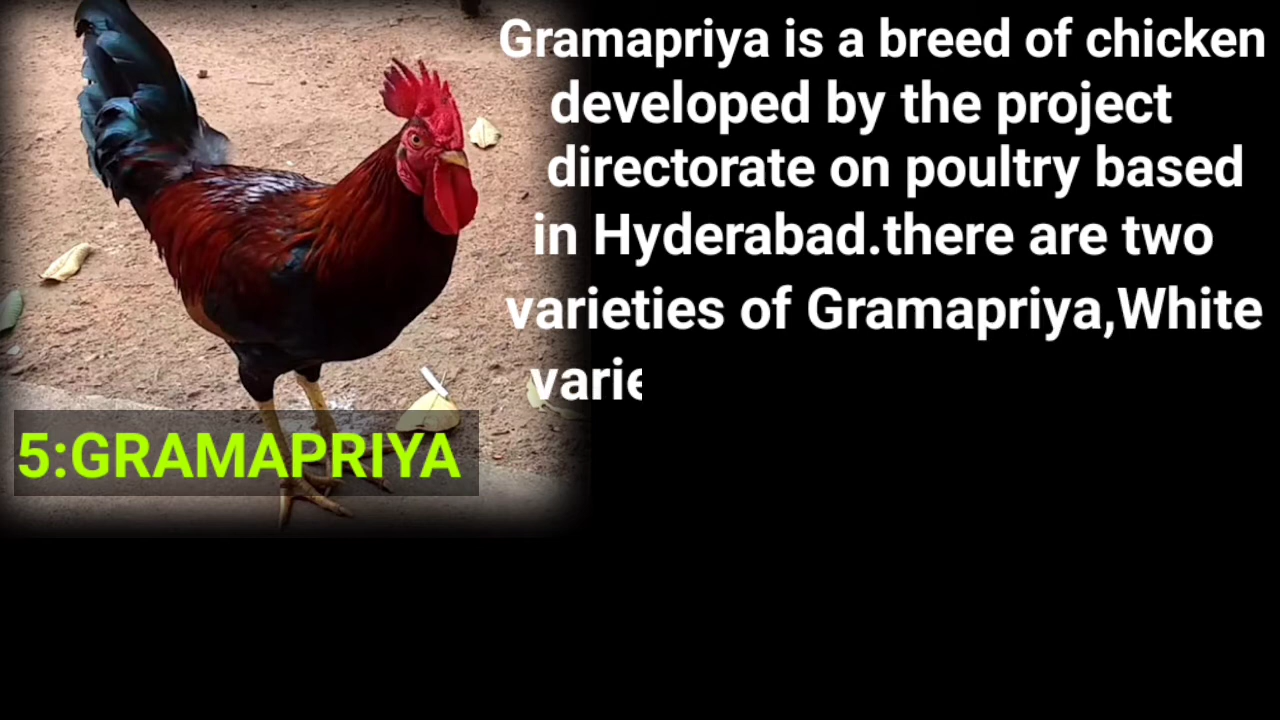 Gramapriya is a breed of chicken
developed by the project
directorate on poultry based
in Hyderabad.there are two
varieties of Gramapriya,White
5:GRAMAPRIYA